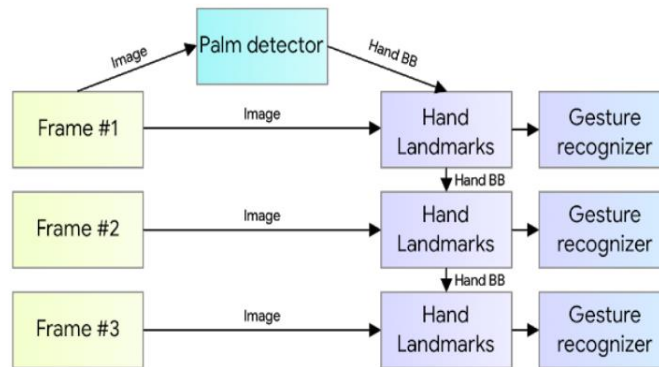 Palm detector
Image
Hand BB
Frame #1
Image
Hand
Landmarks
Gesture
recognizer
Hand BB
Frame #2
Image
Hand
Landmarks
Gesture
recognizer
Hand BB
Frame #3
Image
Hand
Landmarks
Gesture
recognizer